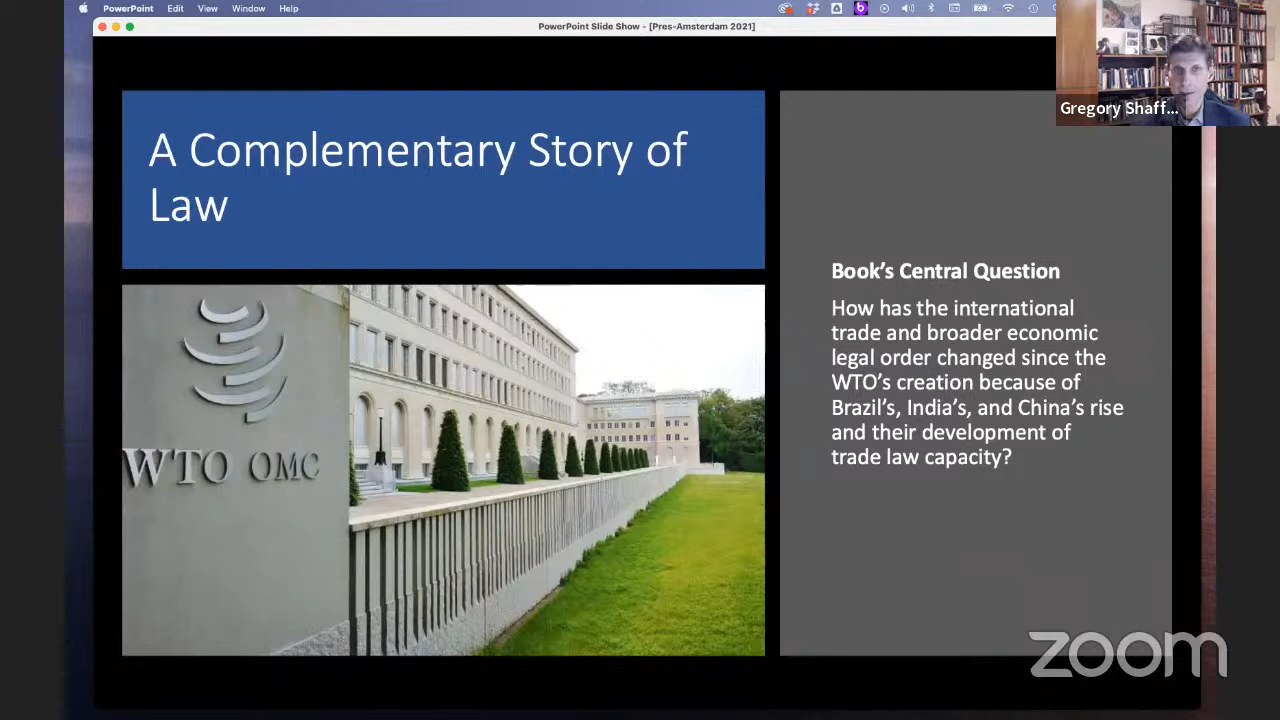 PowerPoint Edit View Window Help
PowerPoint Slide Show - [Pres-Amsterdam 2021]
Gregory Shaff...
A Complementary Story of
Law
WTO OMC
Book's Central Question
How has the international
trade and broader economic
legal order changed since the
WTO's creation because of
Brazil's, India's, and China's rise
and their development of
trade law capacity?
zoom